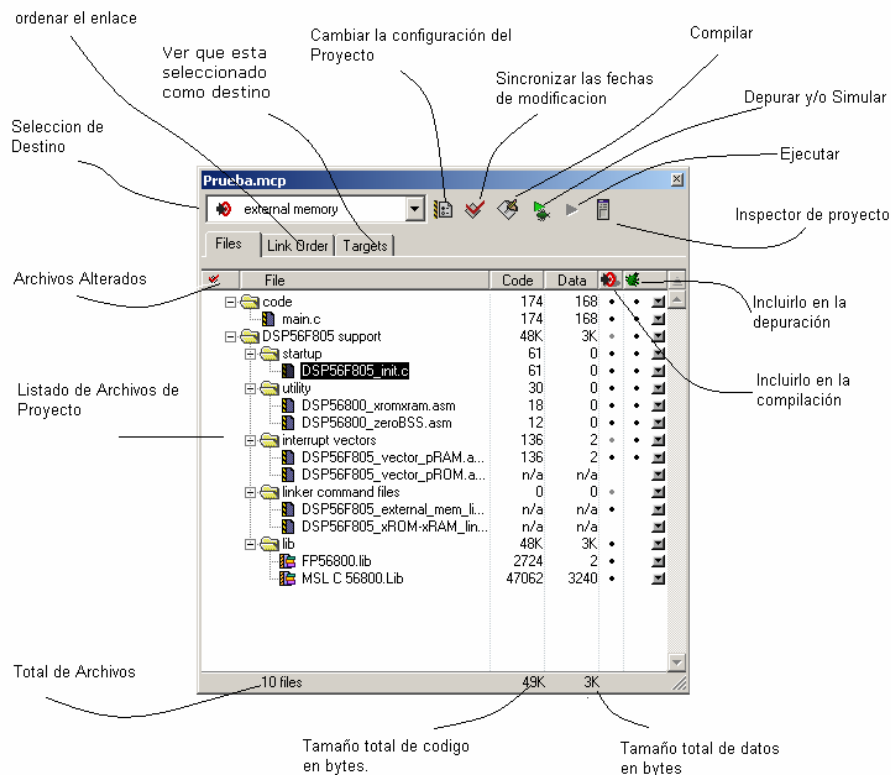 ordenar el enlace
Ver que esta
seleccionado
como destino
Cambiar la configuración del
Proyecto
Sincronizar las fechas
de modificacion
Compilar
Depurar y/o Simular
Ejecutar
Inspector de proyecto
Seleccion de
Destino
Prueba.mcp
external memory
Files
Link Order
Targets
Archivos Alterados
File Code Data
code 174 168
main.c 174 168
DSP56F805 support 48K 3K
startup 61 0
DSP56F805_init.c 61 0
utility 30 0
DSP56800_xromxram.asm 18 0
DSP56800_zeroBSS.asm 12 0
interrupt vectors 136 2
DSP56F805_vector_pRAM.a... 136 2
DSP56F805_vector_pROM.a... n/a n/a
linker command files 0 0
DSP56F805_external_mem_li... n/a n/a
DSP56F805_xROM-xRAM_lin... n/a n/a
lib 48K 3K
FP56800.lib 2724 2
MSL C 56800.Lib 47062 3240
10 files 49K 3K
Incluirlo en la
depuración
Incluirlo en la
compilación
Listado de Archivos de
Proyecto
Total de Archivos
Tamaño total de codigo
en bytes.
Tamaño total de datos
en bytes